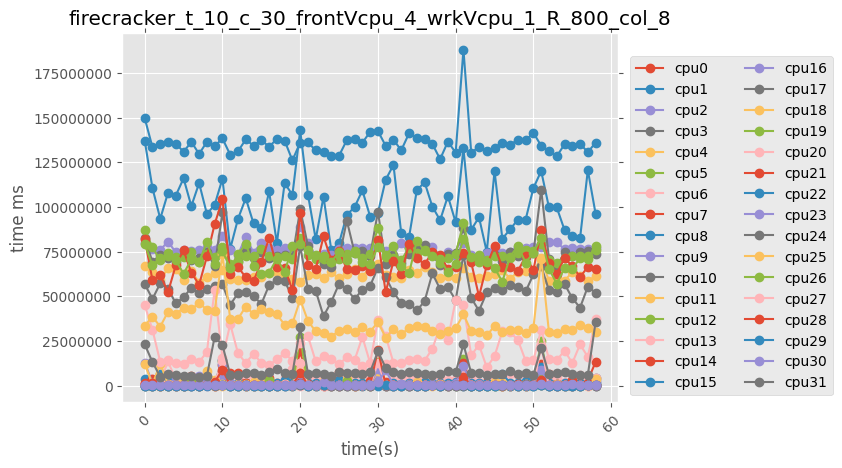 firecracker_t_10_c_30_frontVcpu_4_wrkVcpu_1_R_800_col_8
175000000
150000000
125000000
100000000
75000000
50000000
25000000
0
time ms
0
10
20
30
40
50
60
time(s)
cpu0
cpu1
cpu2
cpu3
cpu4
cpu5
cpu6
cpu7
cpu8
cpu9
cpu10
cpu11
cpu12
cpu13
cpu14
cpu15
cpu16
cpu17
cpu18
cpu19
cpu20
cpu21
cpu22
cpu23
cpu24
cpu25
cpu26
cpu27
cpu28
cpu29
cpu30
cpu31